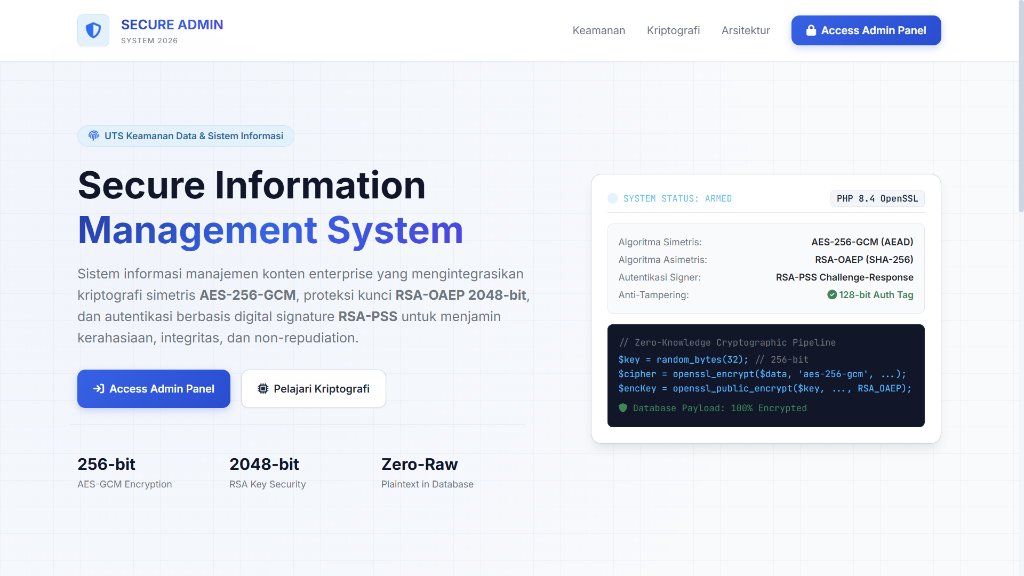 SECURE ADMIN
SYSTEM 2026
Keamanan
Kriptografi
Arsitektur
Access Admin Panel
UTS Keamanan Data & Sistem Informasi
Secure Information
Management System
Sistem informasi manajemen konten enterprise yang mengintegrasikan
kriptografi simetris AES-256-GCM, proteksi kunci RSA-OAEP 2048-bit,
dan autentikasi berbasis digital signature RSA-PSS untuk menjamin
kerahasiaan, integritas, dan non-repudiation.
Access Admin Panel
Pelajari Kriptografi
256-bit
AES-GCM Encryption
2048-bit
RSA Key Security
Zero-Raw
Plaintext in Database
SYSTEM STATUS: ARMED
PHP 8.4 OpenSSL
Algoritma Simetris: AES-256-GCM (AEAD)
Algoritma Asimetris: RSA-OAEP (SHA-256)
Autentikasi Signer: RSA-PSS Challenge-Response
Anti-Tampering: 128-bit Auth Tag
// Zero-Knowledge Cryptographic Pipeline
$key = random_bytes(32); // 256-bit
$cipher = openssl_encrypt($data, 'aes-256-gcm', ...);
$encKey = openssl_public_encrypt($key, ..., RSA_OAEP);
Database Payload: 100% Encrypted